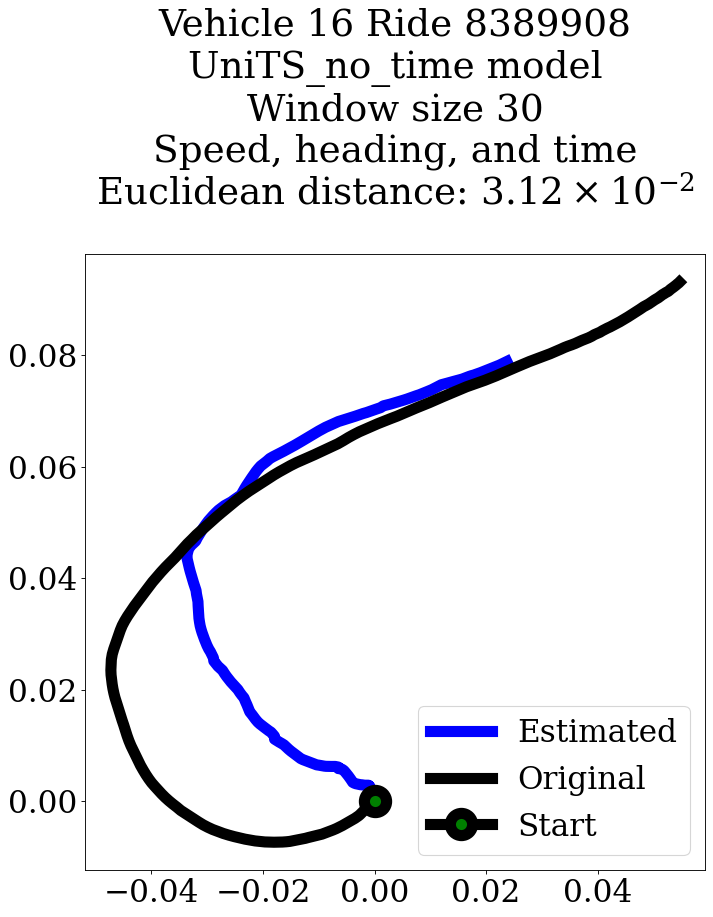 Vehicle 16 Ride 8389908
UniTS_no_time model
Window size 30
Speed, heading, and time
Euclidean distance: 3.12 × 10⁻²
0.08
0.06
0.04
0.02
0.00
−0.04 −0.02 0.00 0.02 0.04
Estimated
Original
Start